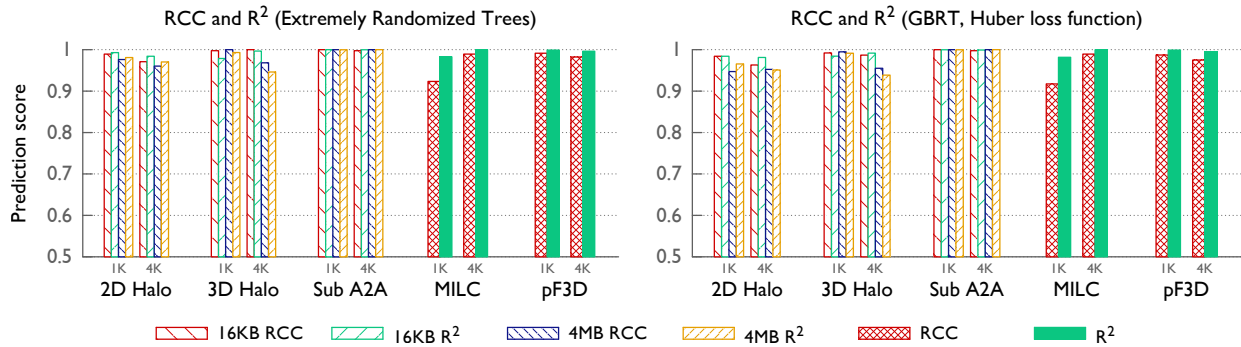 RCC and R² (Extremely Randomized Trees)
RCC and R² (GBRT, Huber loss function)
Prediction score
1
0.9
0.8
0.7
0.6
0.5
1K 4K 1K 4K 1K 4K 1K 4K 1K 4K
2D Halo 3D Halo Sub A2A MILC pF3D
1
0.9
0.8
0.7
0.6
0.5
1K 4K 1K 4K 1K 4K 1K 4K 1K 4K
2D Halo 3D Halo Sub A2A MILC pF3D
16KB RCC 16KB R² 4MB RCC 4MB R² RCC R²